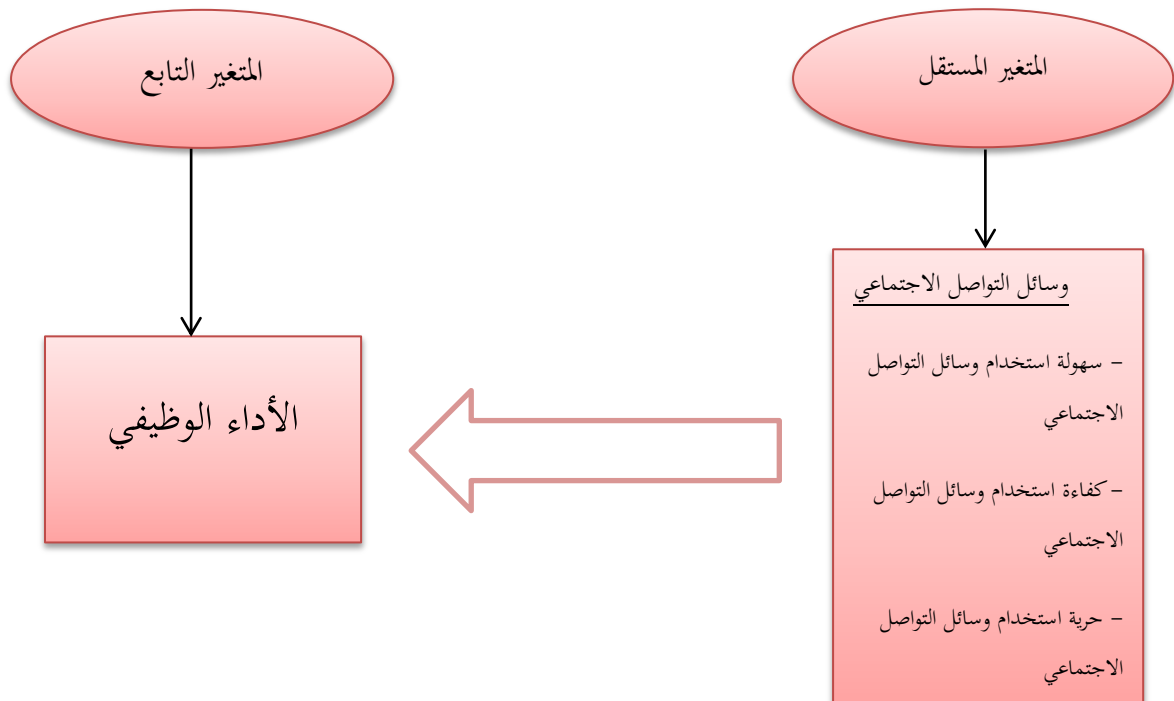 المتغير المستقل
المتغير التابع
وسائل التواصل الاجتماعي
– سهولة استخدام وسائل التواصل
الاجتماعي
– كفاءة استخدام وسائل التواصل
الاجتماعي
– حرية استخدام وسائل التواصل
الاجتماعي
الأداء الوظيفي